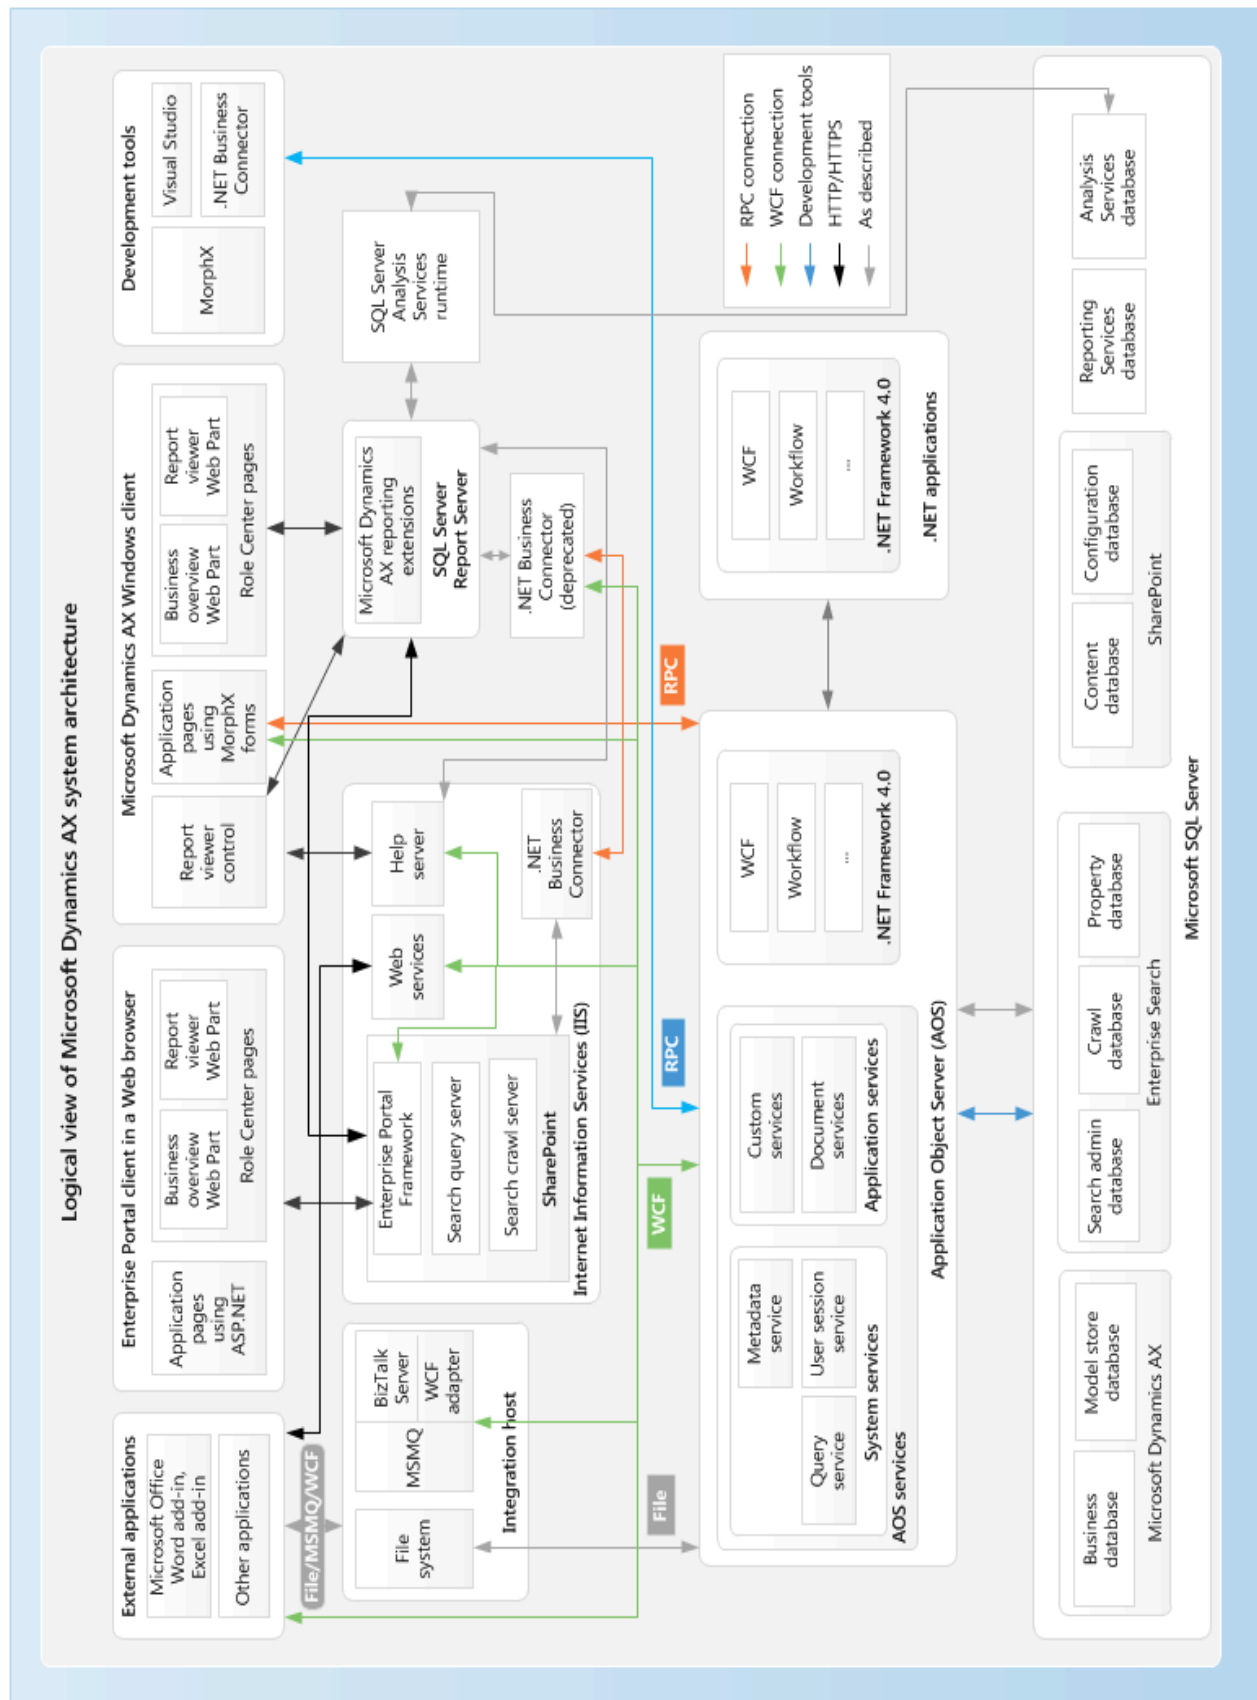 Logical view of Microsoft Dynamics AX system architecture
External applications
Microsoft Office
Word add-in,
Excel add-in
Other applications
Enterprise Portal client in a Web browser
Application
pages
using
ASP.NET
Business
overview
Web Part
Report
viewer
Web Part
Role Center pages
Microsoft Dynamics AX Windows client
Report
viewer
control
Application
pages
using
MorphX
forms
Business
overview
Web Part
Report
viewer
Web Part
Role Center pages
Development tools
MorphX
Visual Studio
.NET Business
Connector
File/MSMQ/WCF
File
system
MSMQ
BizTalk
Server
WCF
adapter
Integration host
Enterprise Portal
Framework
Search query server
Search crawl server
SharePoint
Web
services
Help
server
.NET
Business
Connector
Internet Information Services (IIS)
Microsoft Dynamics
AX reporting
extensions
SQL Server
Report Server
.NET Business
Connector
(deprecated)
SQL Server
Analysis
Services
runtime
File
WCF
RPC
RPC
RPC connection
WCF connection
Development tools
HTTP/HTTPS
As described
Query
service
Metadata
service
User session
service
System services
AOS services
Custom
services
Document
services
Application services
WCF
Workflow
...
.NET Framework 4.0
Application Object Server (AOS)
WCF
Workflow
...
.NET Framework 4.0
.NET applications
Business
database
Model store
database
Microsoft Dynamics AX
Search admin
database
Crawl
database
Property
database
Enterprise Search
Content
database
Configuration
database
SharePoint
Reporting
Services
database
Analysis
Services
database
Microsoft SQL Server